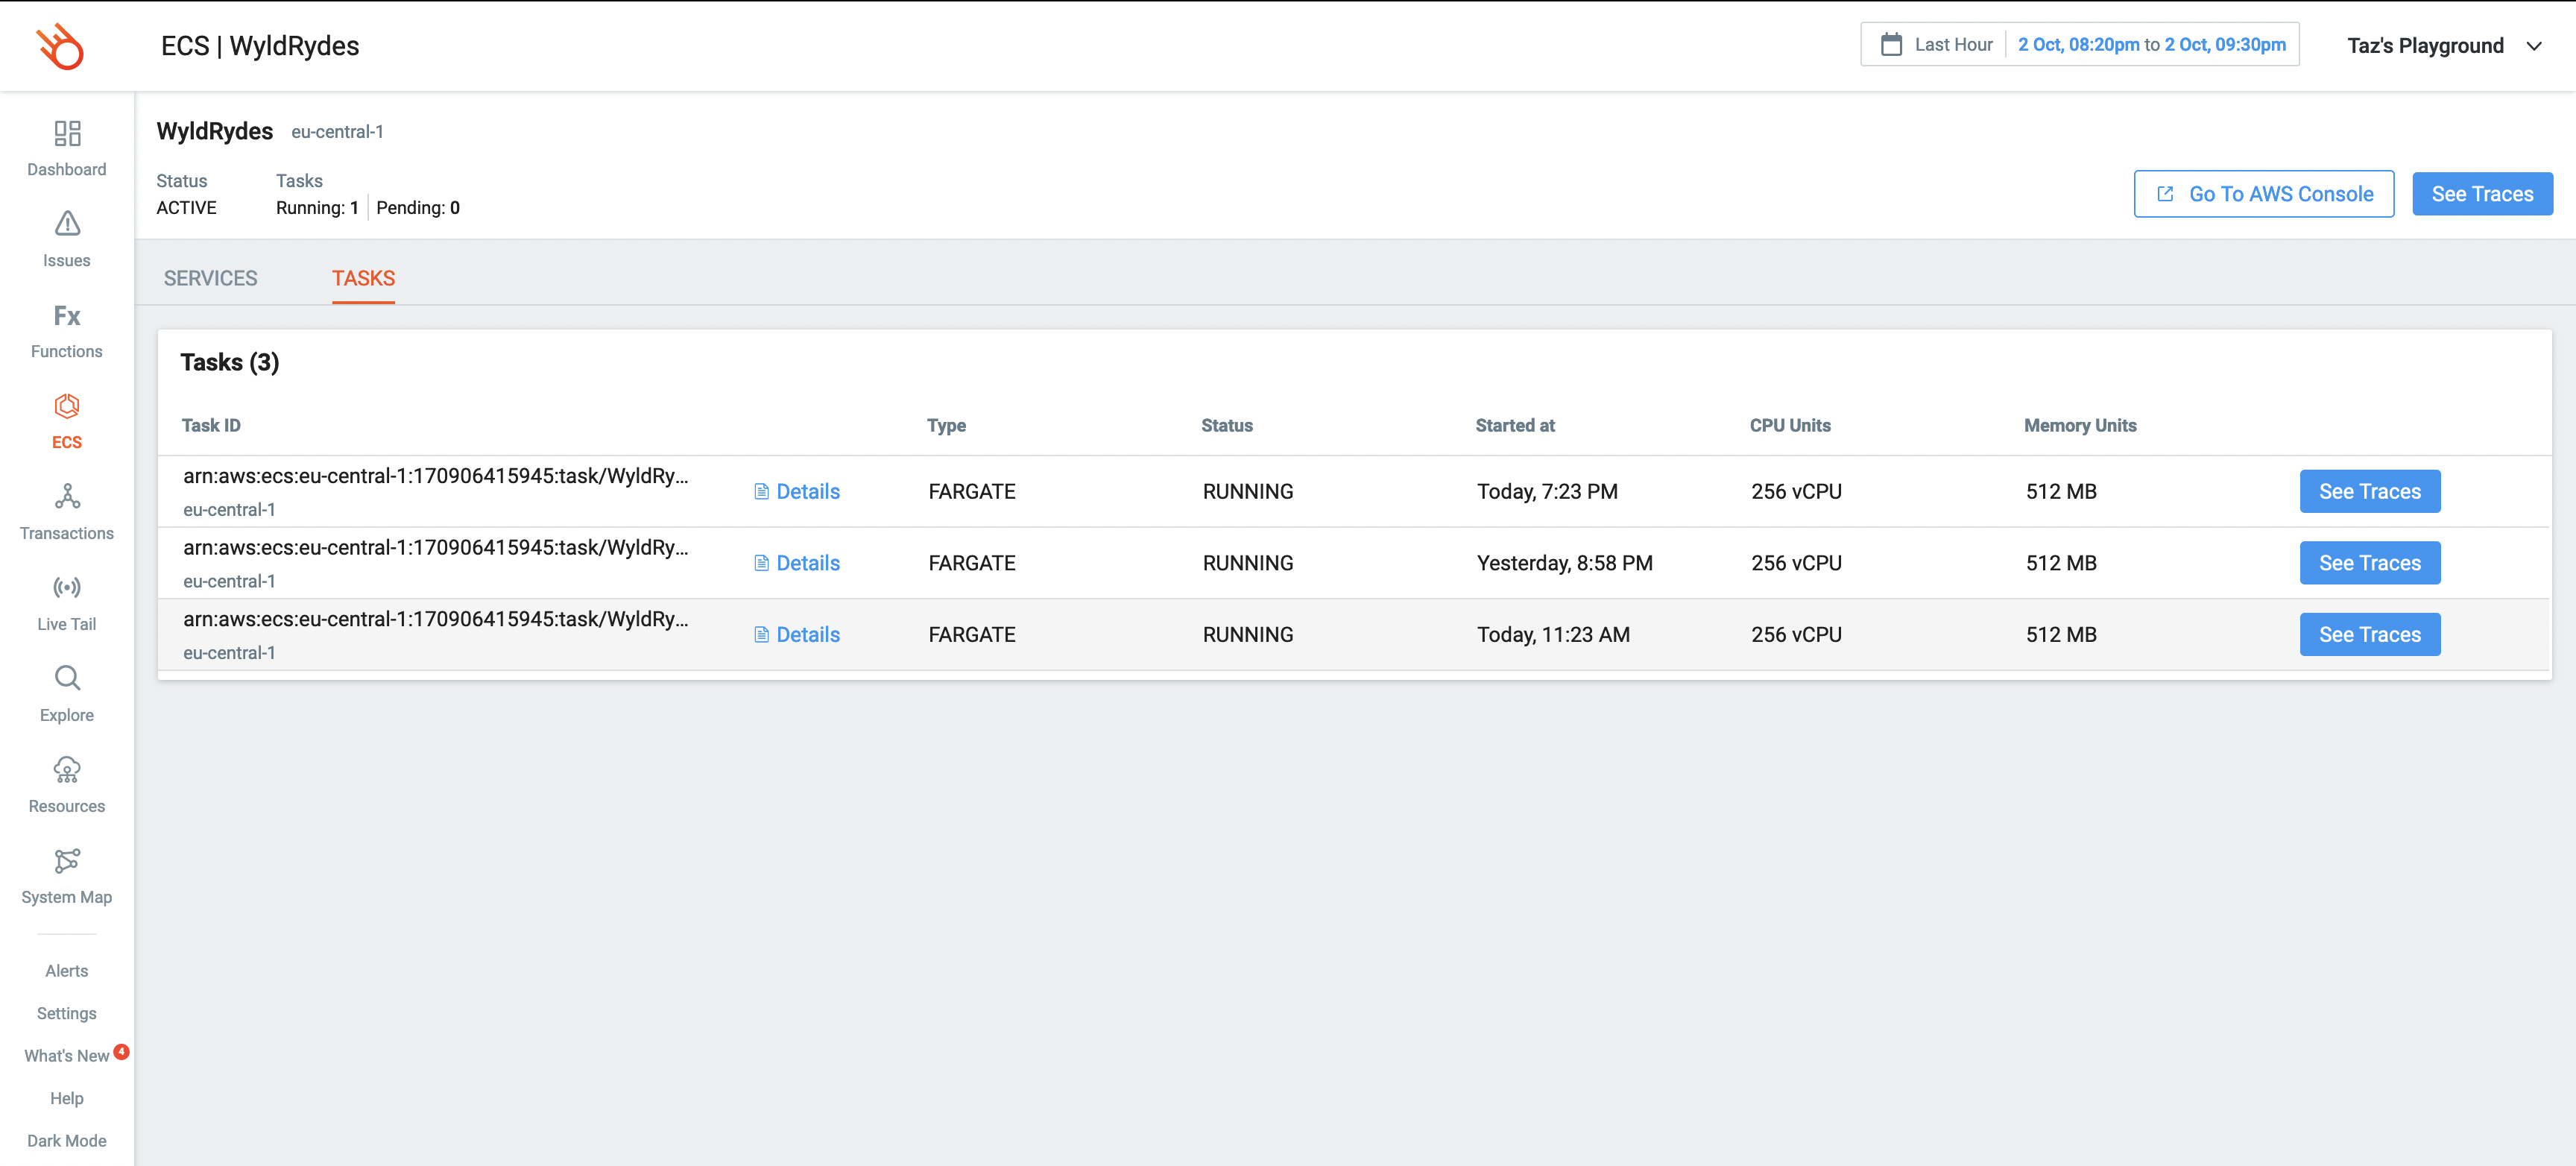 ECS | WyldRydes
Last Hour 2 Oct, 08:20pm to 2 Oct, 09:30pm
Taz's Playground
Dashboard
Issues
Fx
Functions
ECS
Transactions
Live Tail
Explore
Resources
System Map
Alerts
Settings
What's New 4
Help
Dark Mode
WyldRydes eu-central-1
Status Tasks
ACTIVE Running: 1 Pending: 0
Go To AWS Console See Traces
SERVICES TASKS
Tasks (3)
Task ID Type Status Started at CPU Units Memory Units
arn:aws:ecs:eu-central-1:170906415945:task/WyldRy... Details FARGATE RUNNING Today, 7:23 PM 256 vCPU 512 MB See Traces
eu-central-1
arn:aws:ecs:eu-central-1:170906415945:task/WyldRy... Details FARGATE RUNNING Yesterday, 8:58 PM 256 vCPU 512 MB See Traces
eu-central-1
arn:aws:ecs:eu-central-1:170906415945:task/WyldRy... Details FARGATE RUNNING Today, 11:23 AM 256 vCPU 512 MB See Traces
eu-central-1